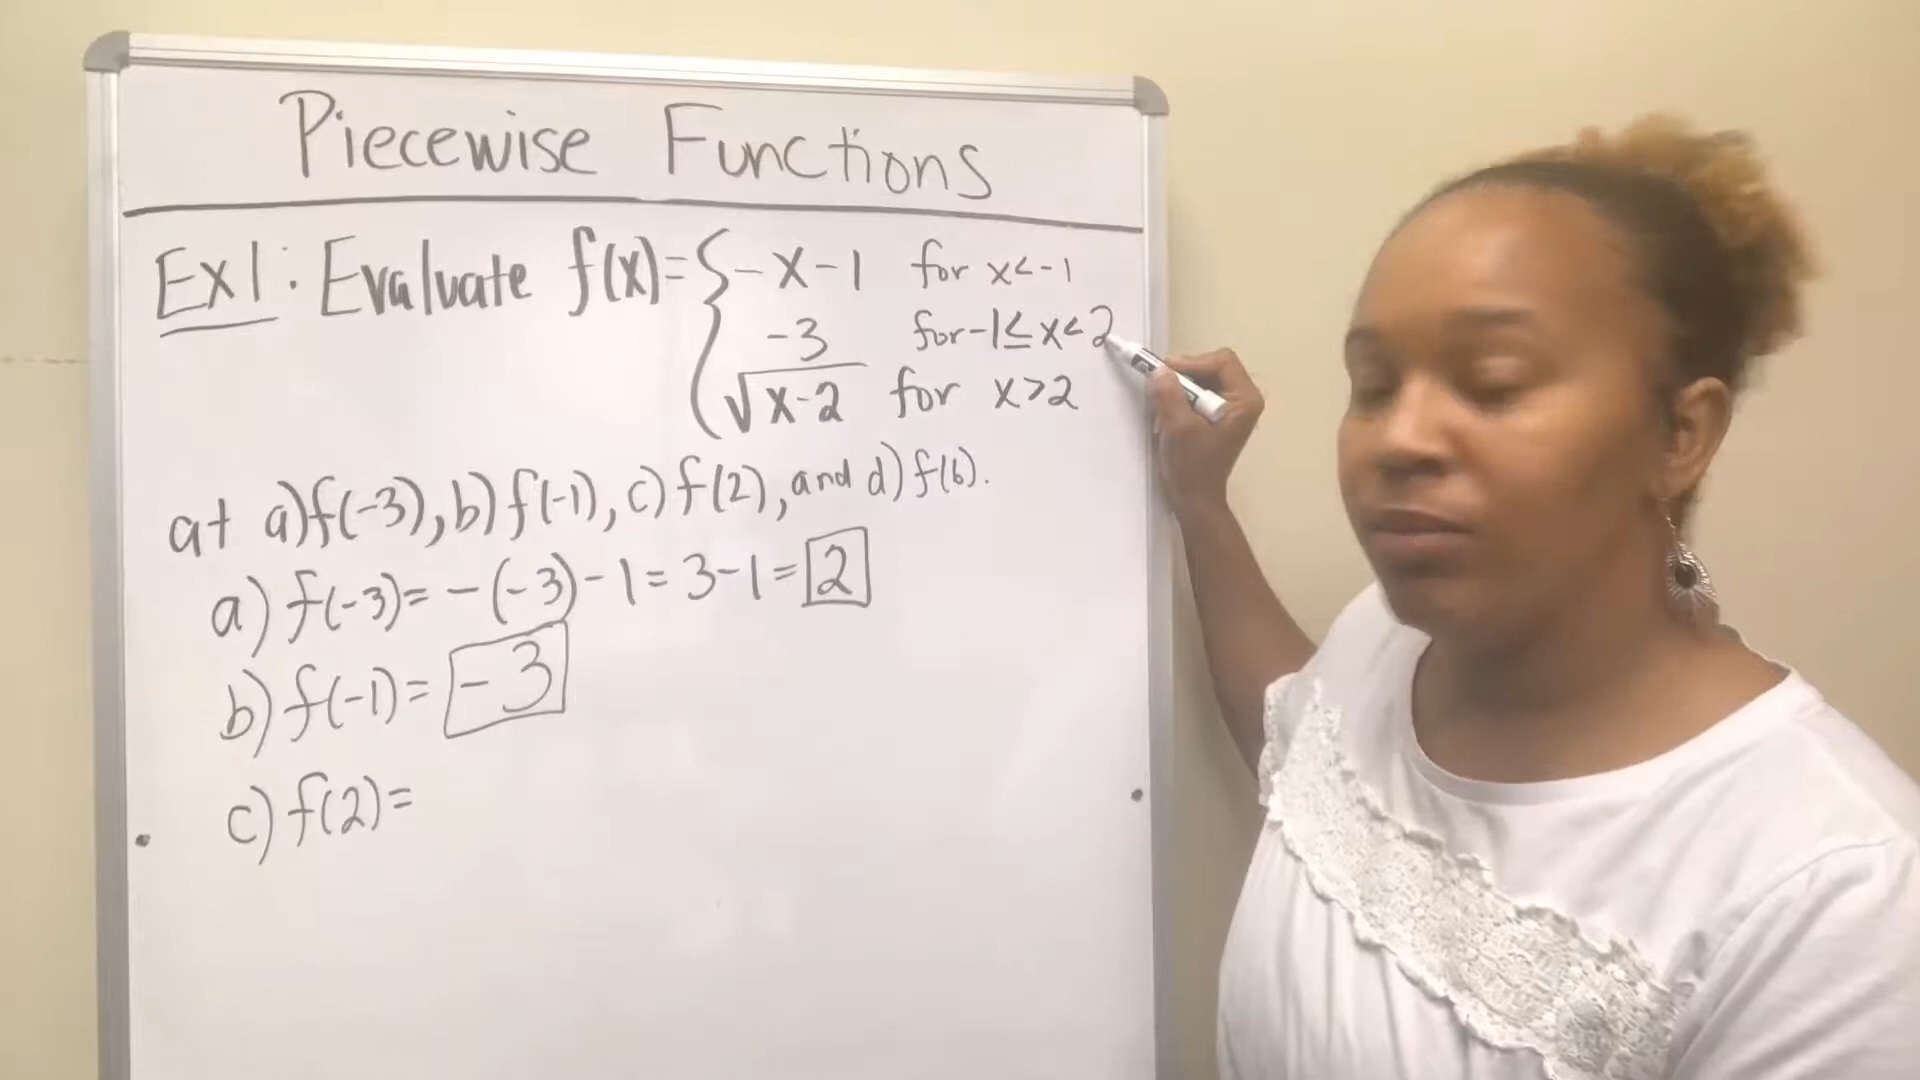 Piecewise Functions
Ex1: Evaluate f(x)={-x-1 for x<-1
-3 for -1≤x<2
√x-2 for x>2
at a)f(-3), b)f(-1), c)f(2), and d)f(6).
a) f(-3)= -(-3)-1=3-1=2
b) f(-1)= -3
c) f(2)=